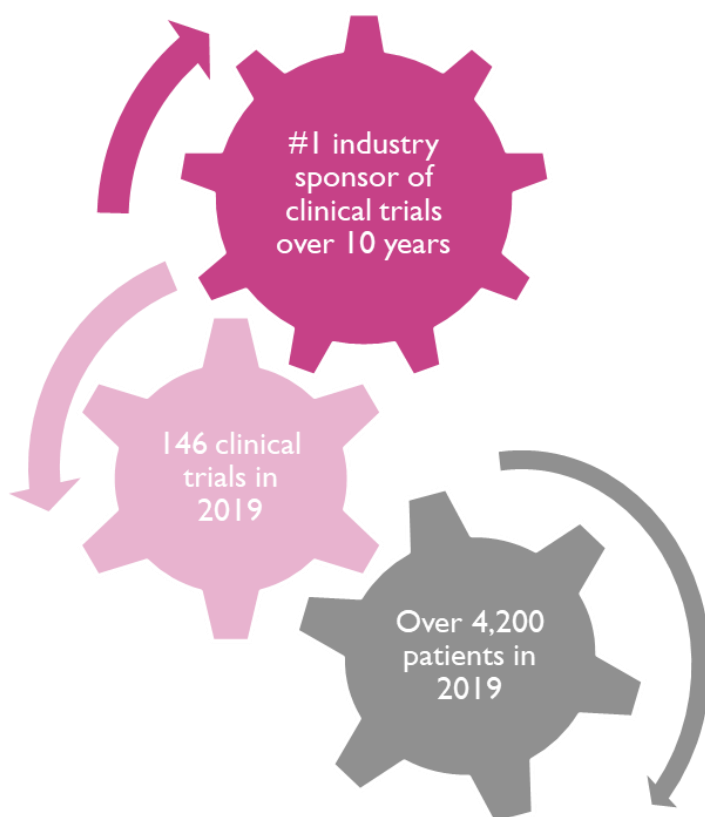 #1 industry
sponsor of
clinical trials
over 10 years
146 clinical
trials in
2019
Over 4,200
patients in
2019